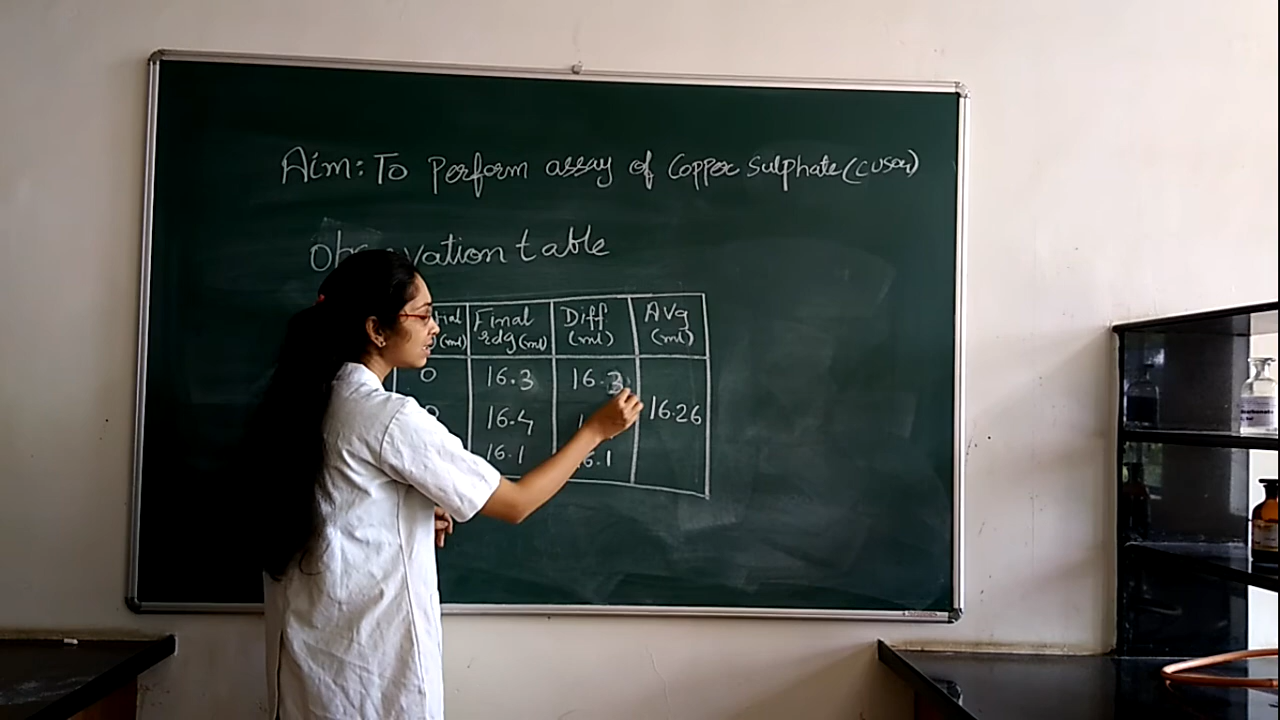 Aim: To Perform assay of Copper Sulphate (CUSO4)
Observation table
Final Diff Avg
rdg (ml) (ml) (ml)
(ml)
0 16.3 16.3
16.4 16.26
16.1 16.1